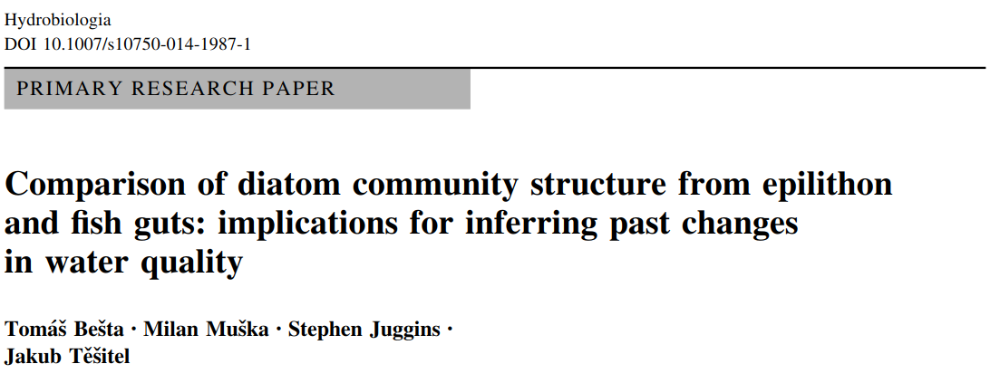 Hydrobiologia
DOI 10.1007/s10750-014-1987-1
PRIMARY RESEARCH PAPER
Comparison of diatom community structure from epilithon
and fish guts: implications for inferring past changes
in water quality
Tomáš Bešta · Milan Muška · Stephen Juggins ·
Jakub Těšitel